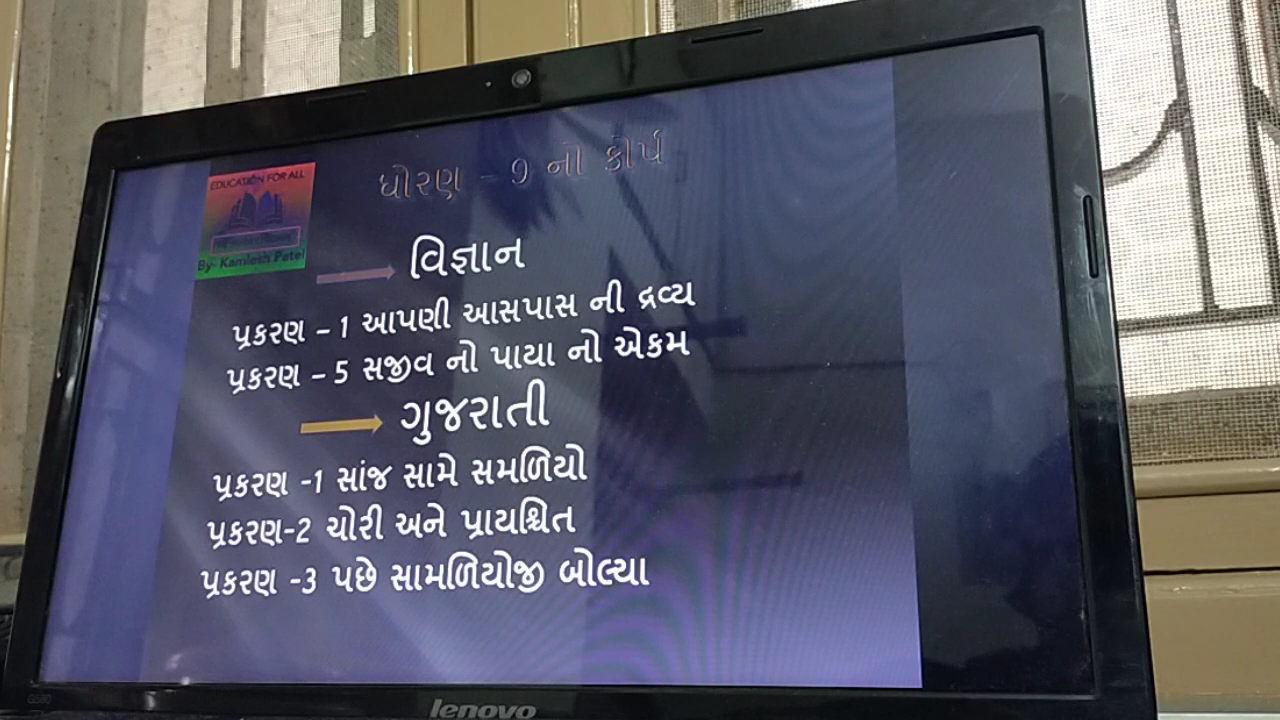 EDUCATION FOR ALL
By- Kamlesh Patel
ધોરણ - 9 નો કોર્ષ
વિજ્ઞાન
પ્રકરણ – 1 આપણી આસપાસ ની દ્રવ્ય
પ્રકરણ – 5 સજીવ નો પાયા નો એકમ
ગુજરાતી
પ્રકરણ -1 સાંજ સામે સમળિયો
પ્રકરણ-2 ચોરી અને પ્રાયશ્ચિત
પ્રકરણ -3 પછે સામળિયોજી બોલ્યા
G580
lenovo